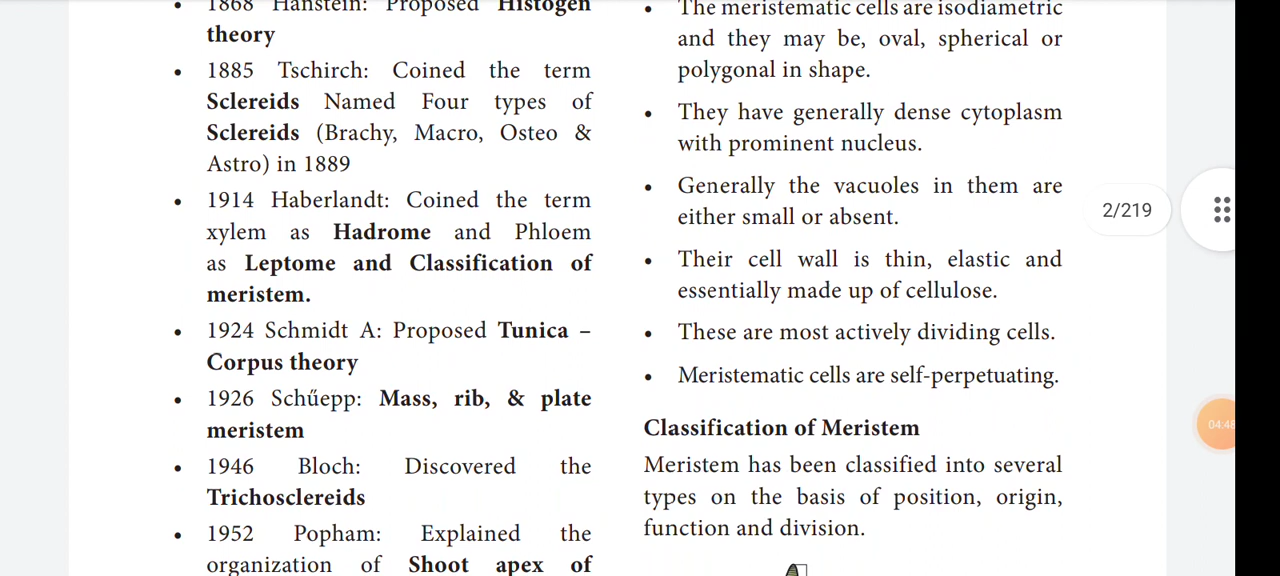 • 1868 Hanstein: Proposed Histogen
theory
• 1885 Tschirch: Coined the term
Sclereids Named Four types of
Sclereids (Brachy, Macro, Osteo &
Astro) in 1889
• 1914 Haberlandt: Coined the term
xylem as Hadrome and Phloem
as Leptome and Classification of
meristem.
• 1924 Schmidt A: Proposed Tunica –
Corpus theory
• 1926 Schűepp: Mass, rib, & plate
meristem
• 1946 Bloch: Discovered the
Trichosclereids
• 1952 Popham: Explained the
organization of Shoot apex of
• The meristematic cells are isodiametric
and they may be, oval, spherical or
polygonal in shape.
• They have generally dense cytoplasm
with prominent nucleus.
• Generally the vacuoles in them are
either small or absent.
• Their cell wall is thin, elastic and
essentially made up of cellulose.
• These are most actively dividing cells.
• Meristematic cells are self-perpetuating.
Classification of Meristem
Meristem has been classified into several
types on the basis of position, origin,
function and division.
2/219
04:48